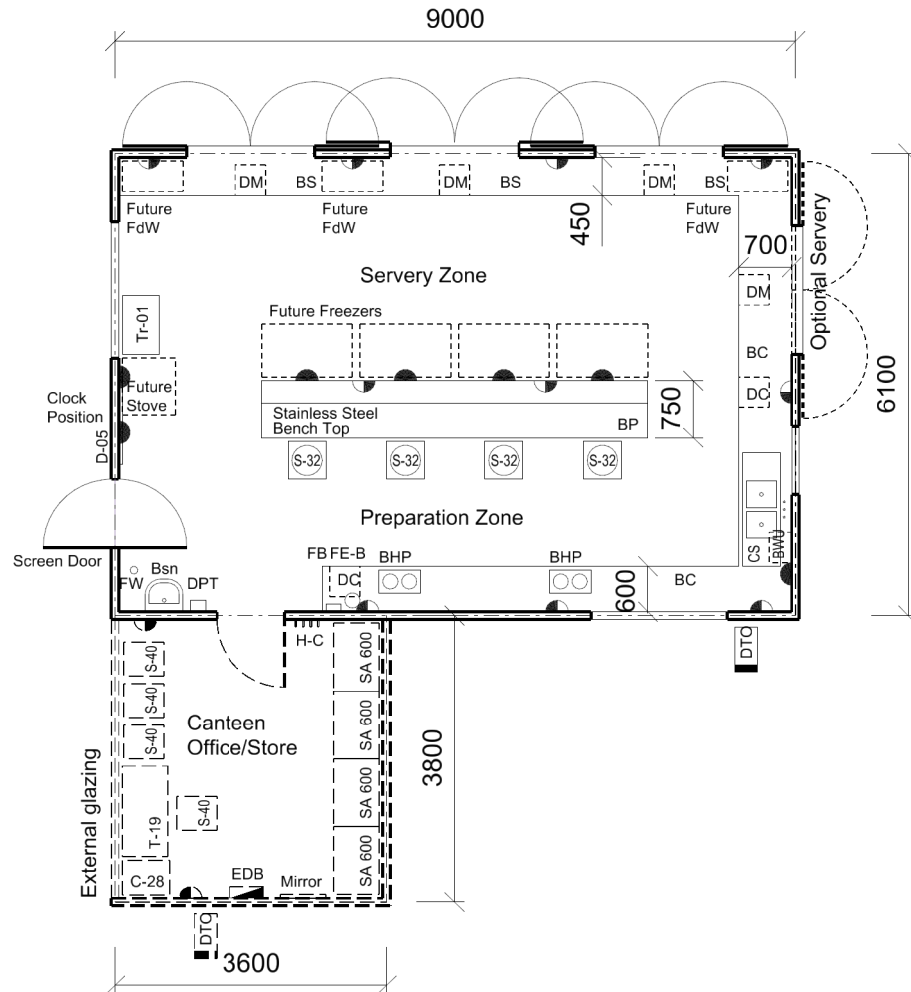 9000
DM
BS
DM
BS
DM
BS
Future
FdW
Future
FdW
Future
FdW
450
700
Optional Servery
Servery Zone
DM
Tr-01
Future Freezers
BC
6100
Future
Stove
Clock
Position
D-05
Stainless Steel
Bench Top
BP
750
DC
S-32
S-32
S-32
S-32
Preparation Zone
Screen Door
FW
Bsn
DPT
FB
FE-B
DC
BHP
BHP
600
BC
CS
BWU
H-C
DTO
S-40
S-40
S-40
SA 600
SA 600
SA 600
SA 600
Canteen
Office/Store
3800
External glazing
T-19
S-40
C-28
EDB
Mirror
DTO
3600